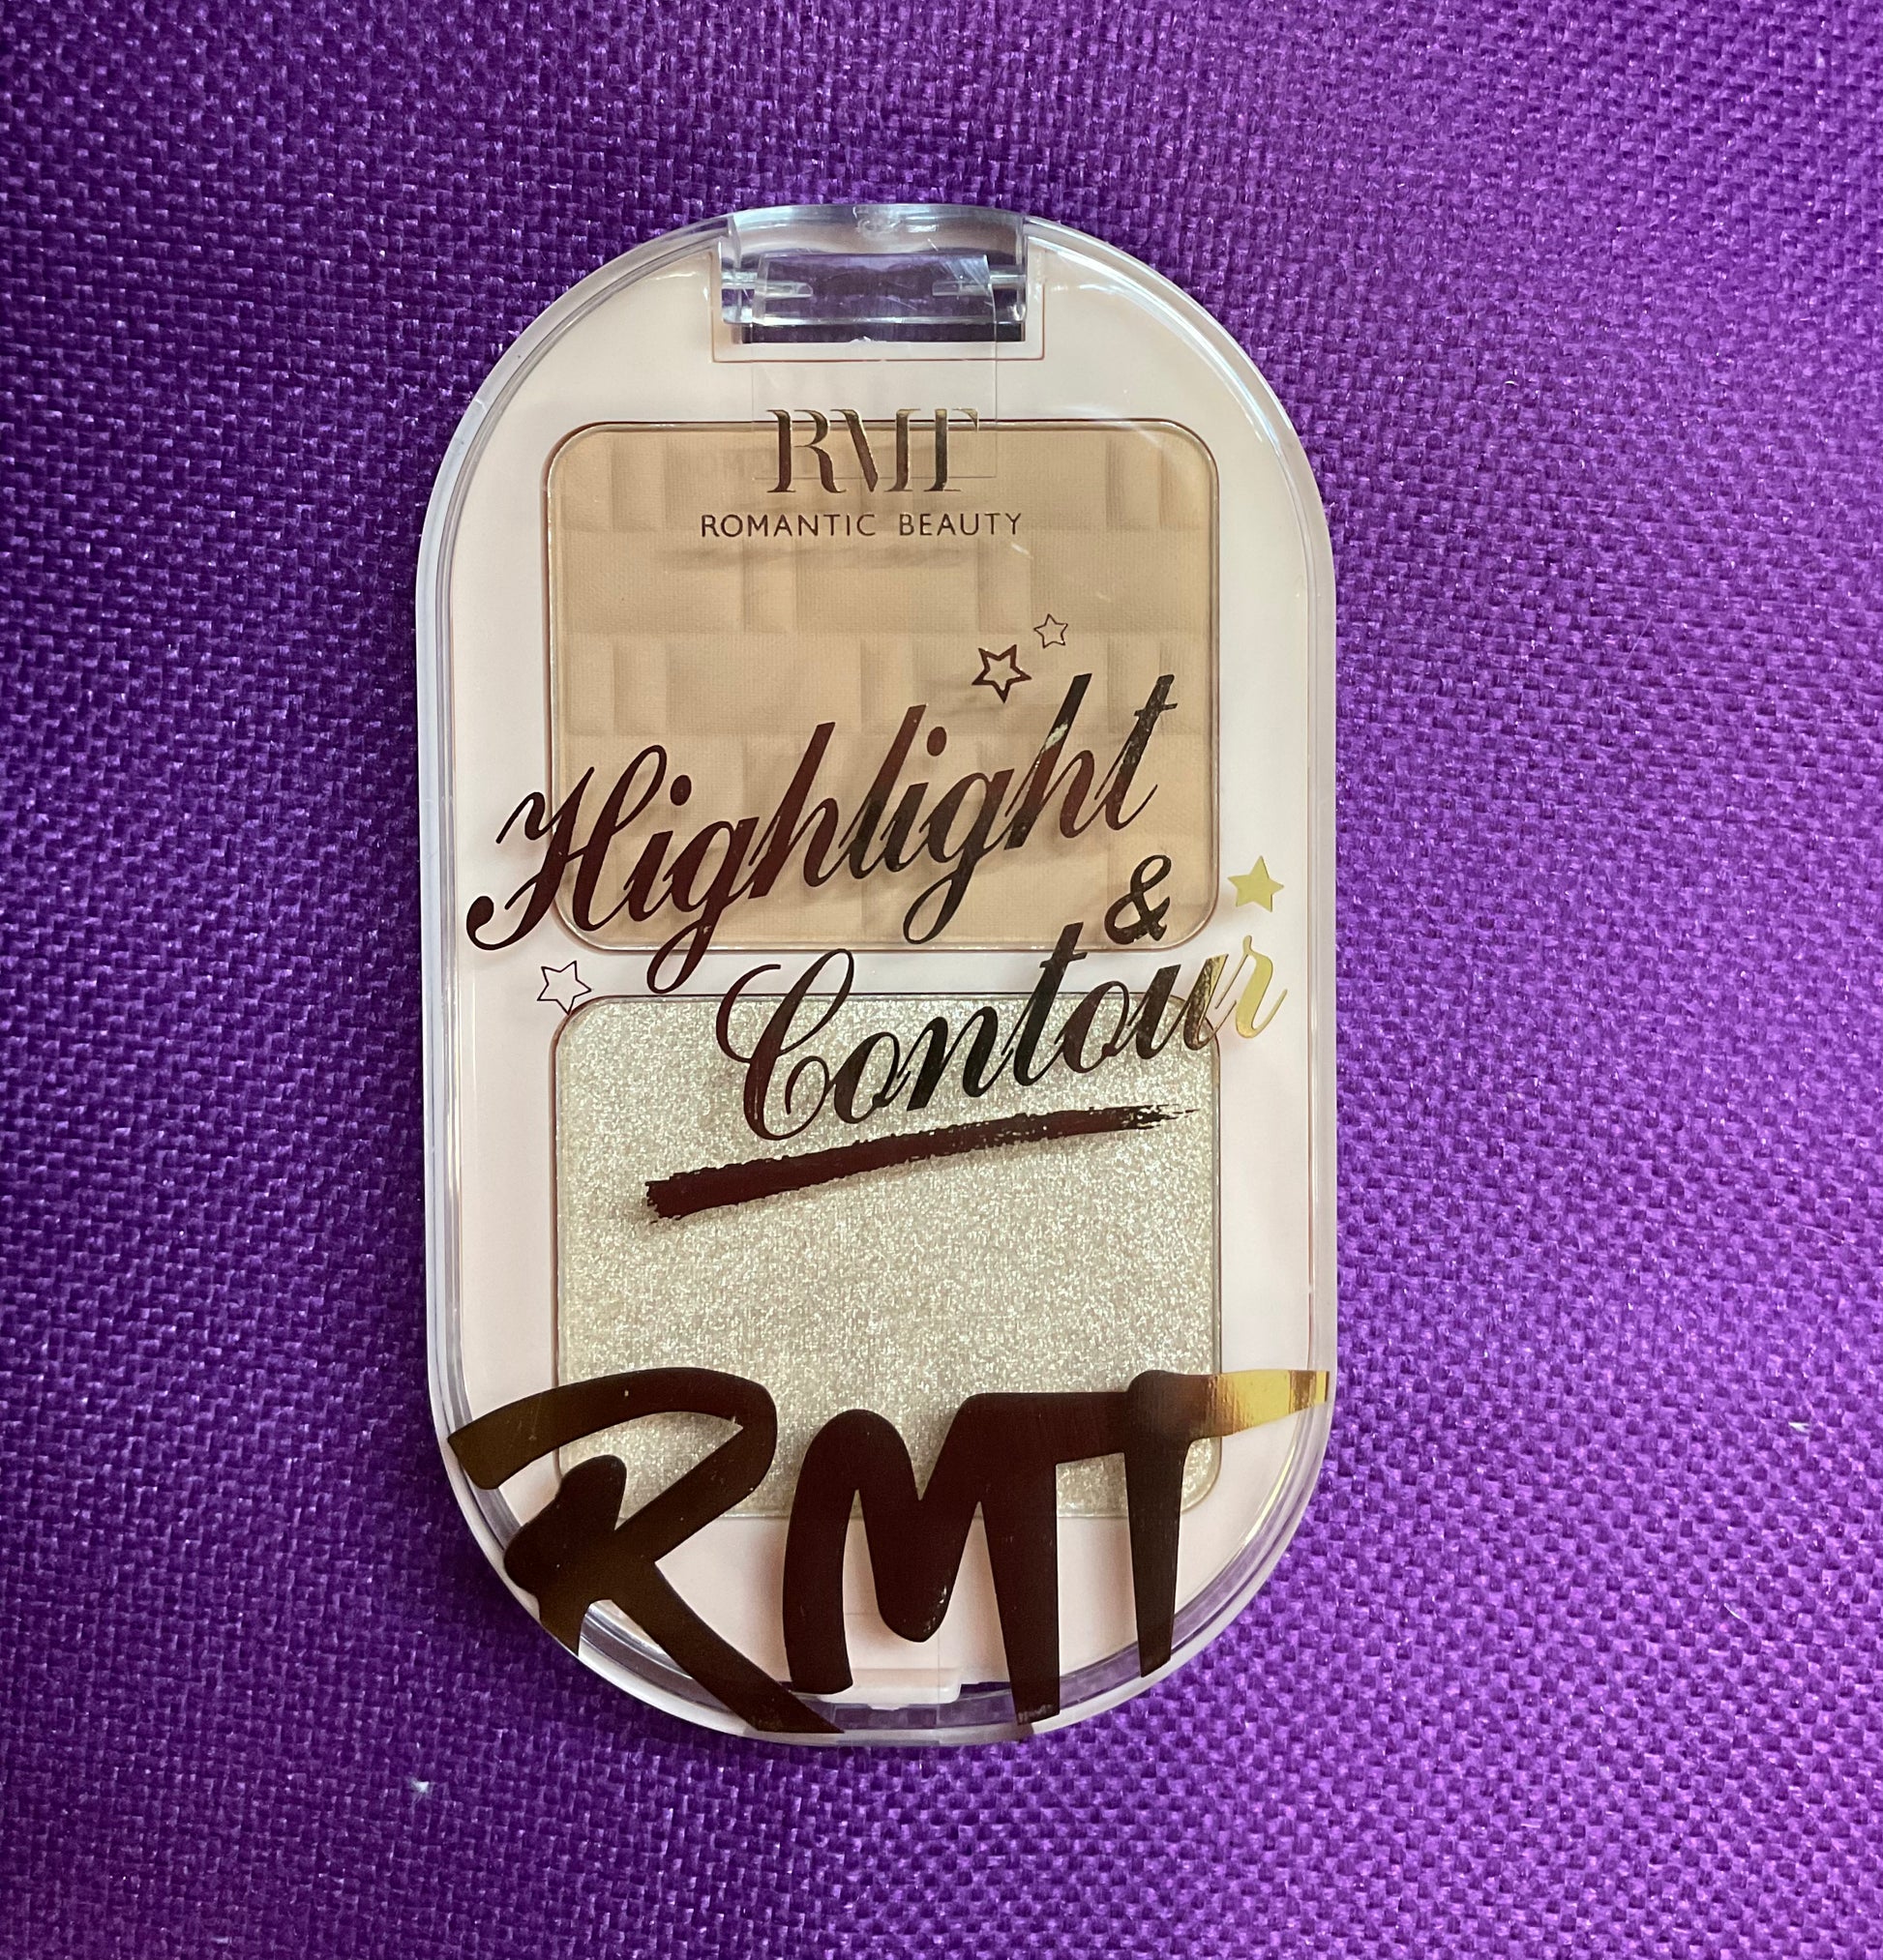 RMT
ROMANTIC BEAUTY
Highlight
&
Contour
RMT